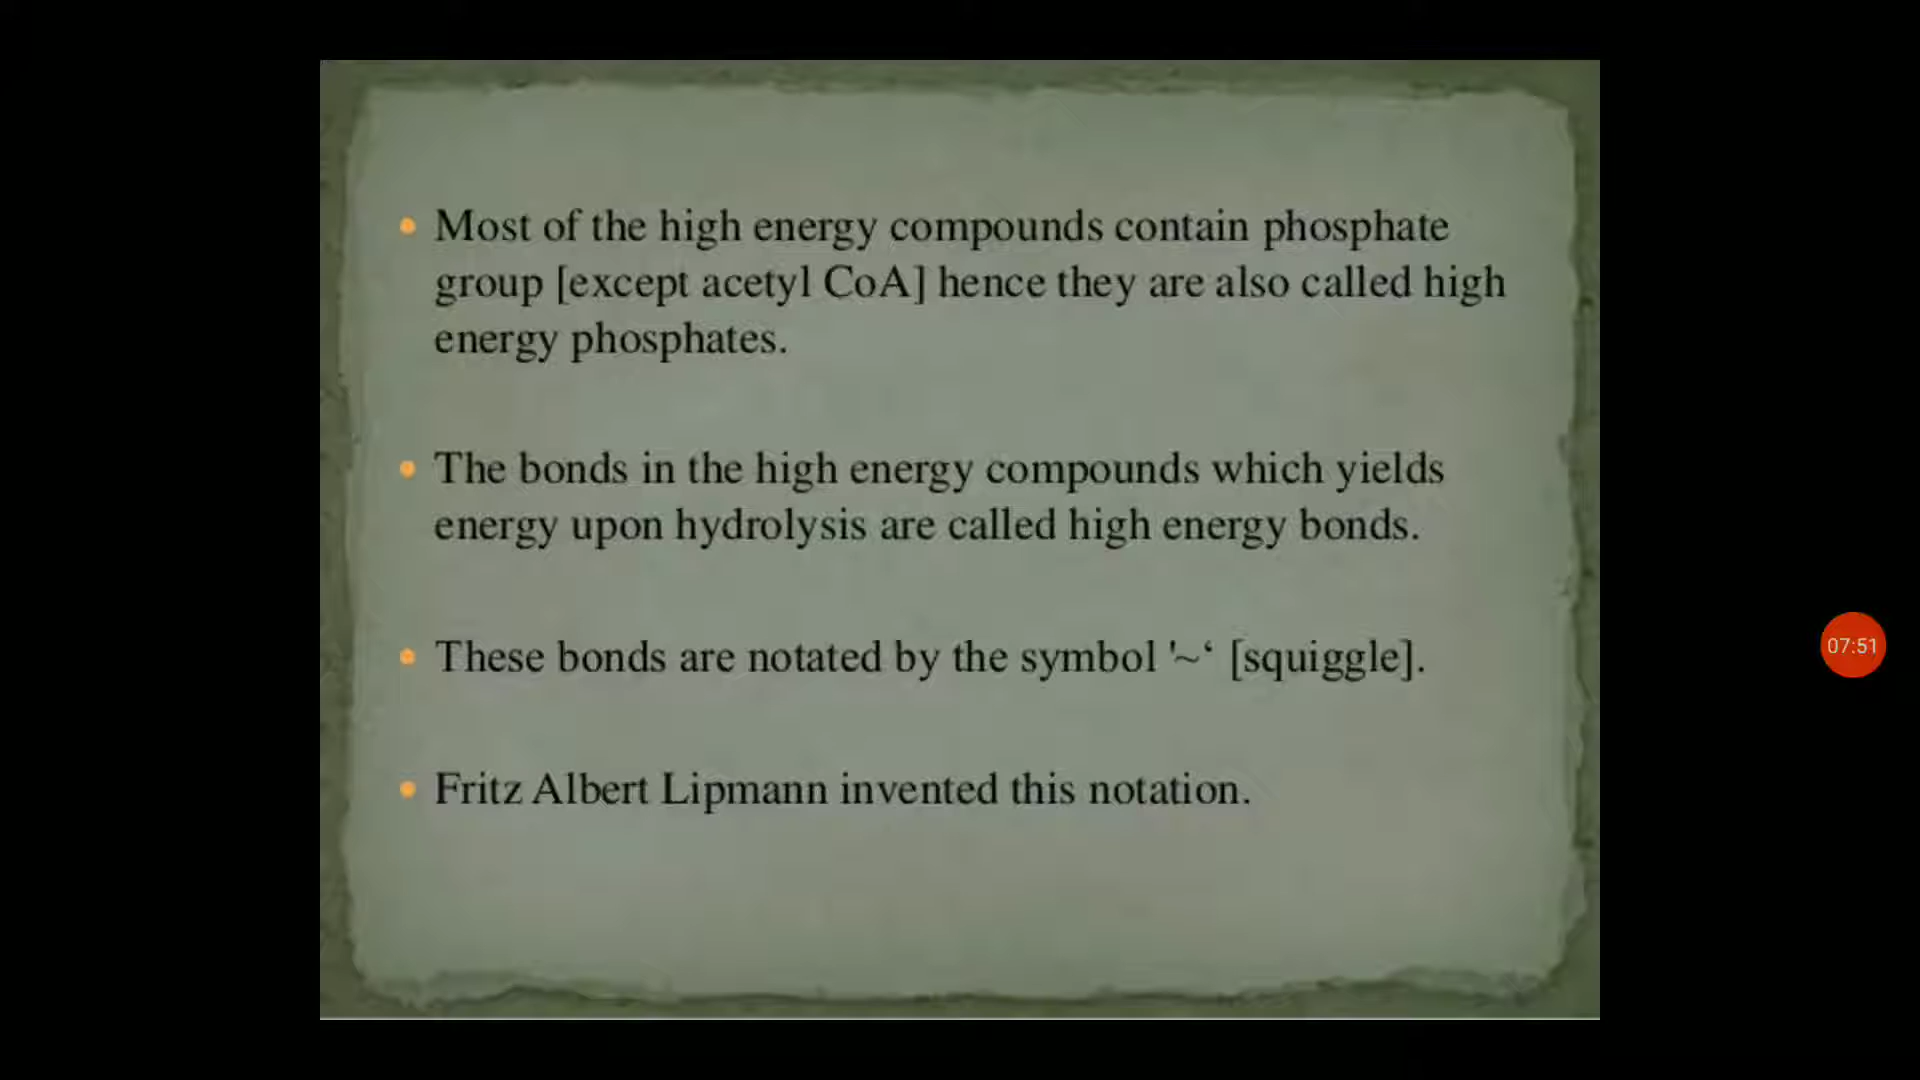 Most of the high energy compounds contain phosphate
group [except acetyl CoA] hence they are also called high
energy phosphates.
The bonds in the high energy compounds which yields
energy upon hydrolysis are called high energy bonds.
These bonds are notated by the symbol '~‘ [squiggle].
Fritz Albert Lipmann invented this notation.
07:51